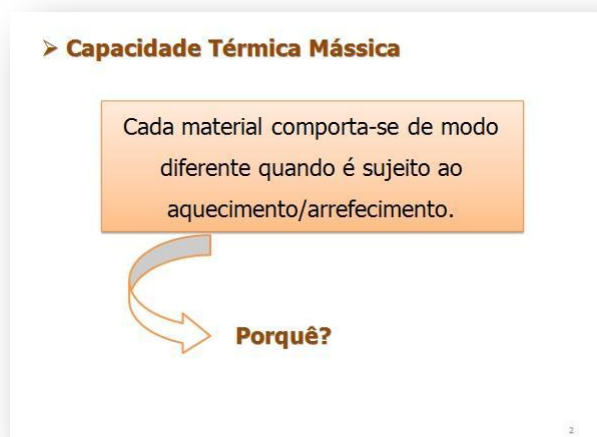 ➢ Capacidade Térmica Mássica
Cada material comporta-se de modo
diferente quando é sujeito ao
aquecimento/arrefecimento.
Porquê?
2